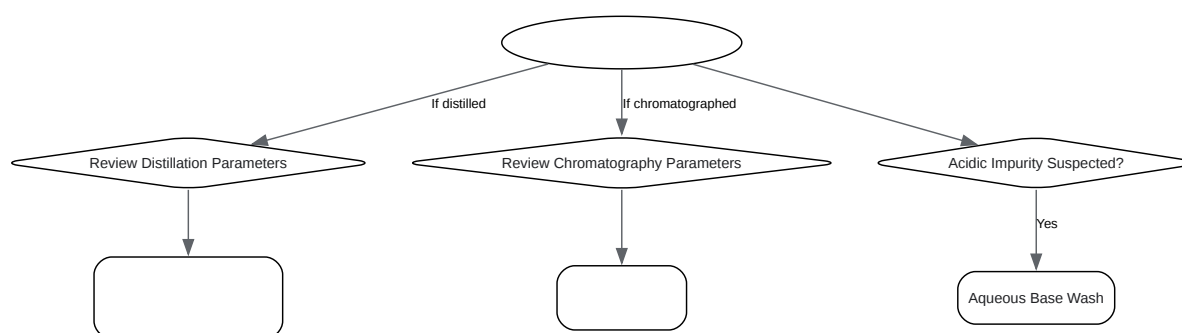 If distilled
If chromatographed
Review Distillation Parameters
Review Chromatography Parameters
Acidic Impurity Suspected?
Yes
Aqueous Base Wash